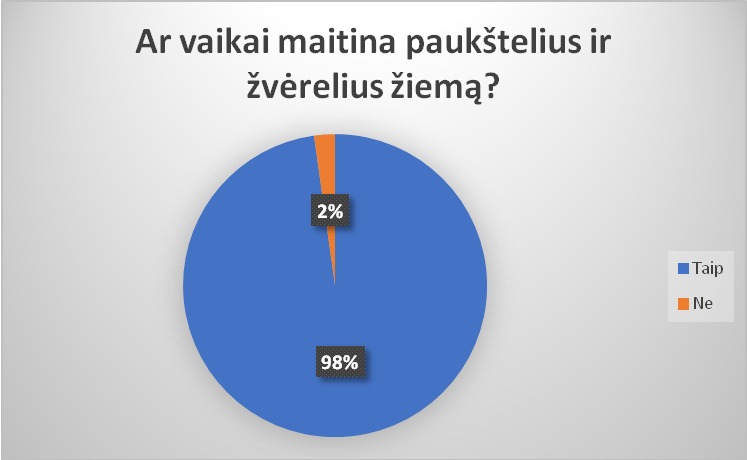 Ar vaikai maitina paukštelius ir
žvėrelius žiemą?
2%
98%
Taip
Ne